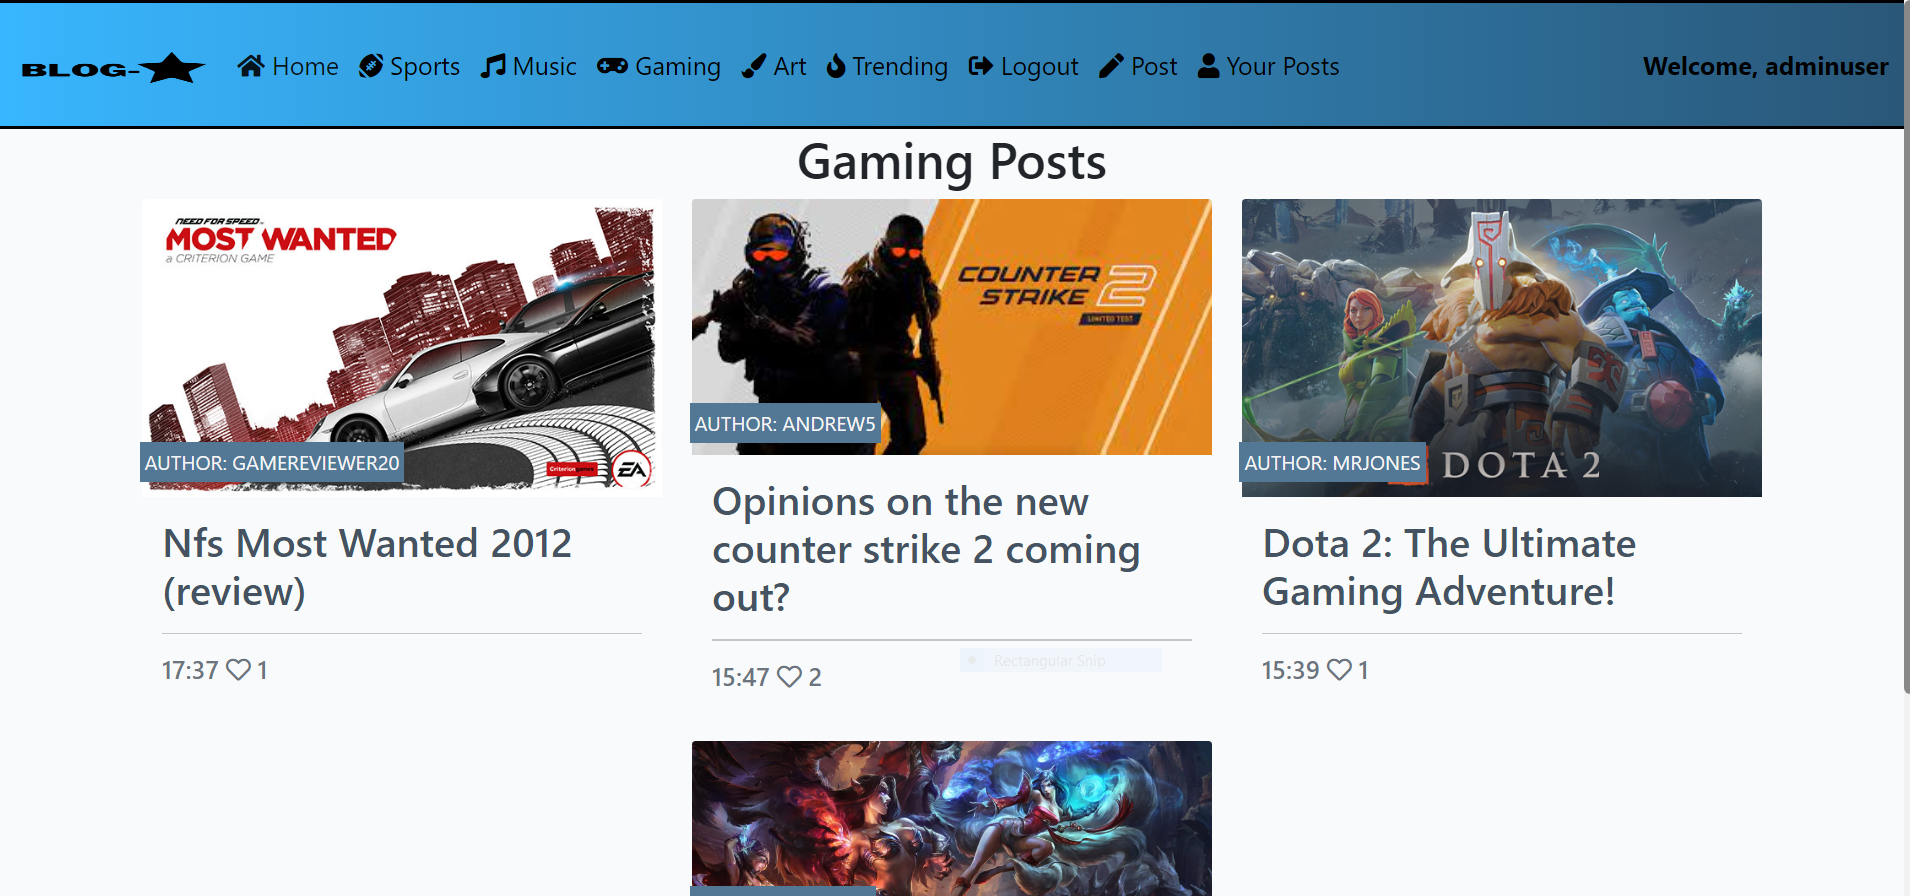 BLOG-
Home Sports Music Gaming Art Trending Logout Post Your Posts
Welcome, adminuser
Gaming Posts
NEED FOR SPEED
MOST WANTED
a CRITERION GAME
Criteriongames
EA
AUTHOR: GAMEREVIEWER20
Nfs Most Wanted 2012
(review)
17:37 1
COUNTER
STRIKE 2
LIMITED TEST
AUTHOR: ANDREW5
Opinions on the new
counter strike 2 coming
out?
15:47 2
Rectangular Snip
DOTA 2
AUTHOR: MRJONES
Dota 2: The Ultimate
Gaming Adventure!
15:39 1